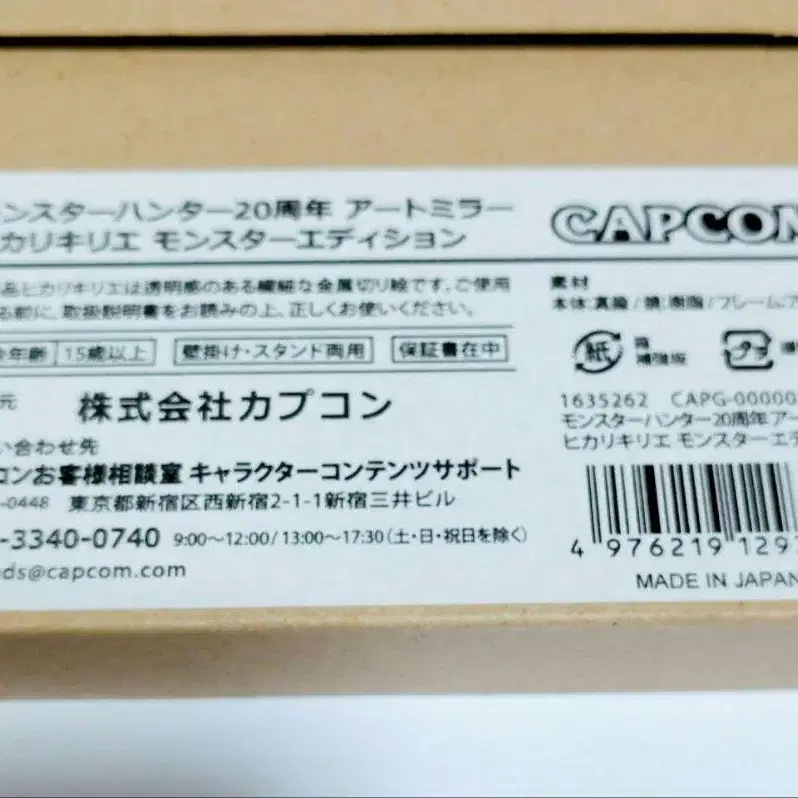 ンスターハンター20周年 アートミラー
カリキリエ モンスターエディション
品ヒカリキリエは透明感のある繊細な金属切り絵です。ご使用
る前に、取扱説明書をお読みの上、正しくお使いください。
年齢 15歳以上 壁掛け・スタンド両用 保証書在中
元 株式会社カプコン
い合わせ先
コンお客様相談室 キャラクターコンテンツサポート
-0448 東京都新宿区西新宿2-1-1新宿三井ビル
-3340-0740 9:00〜12:00/13:00〜17:30(土・日・祝日を除く)
ds@capcom.com
CAPCOM
素材
本体:真鍮/鏡:樹脂/フレーム:ア
紙 箱 補強板 プラ
1635262 CAPG-00000
モンスターハンター20周年 アー
ヒカリキリエ モンスターエデ
4 976219 129
MADE IN JAPAN